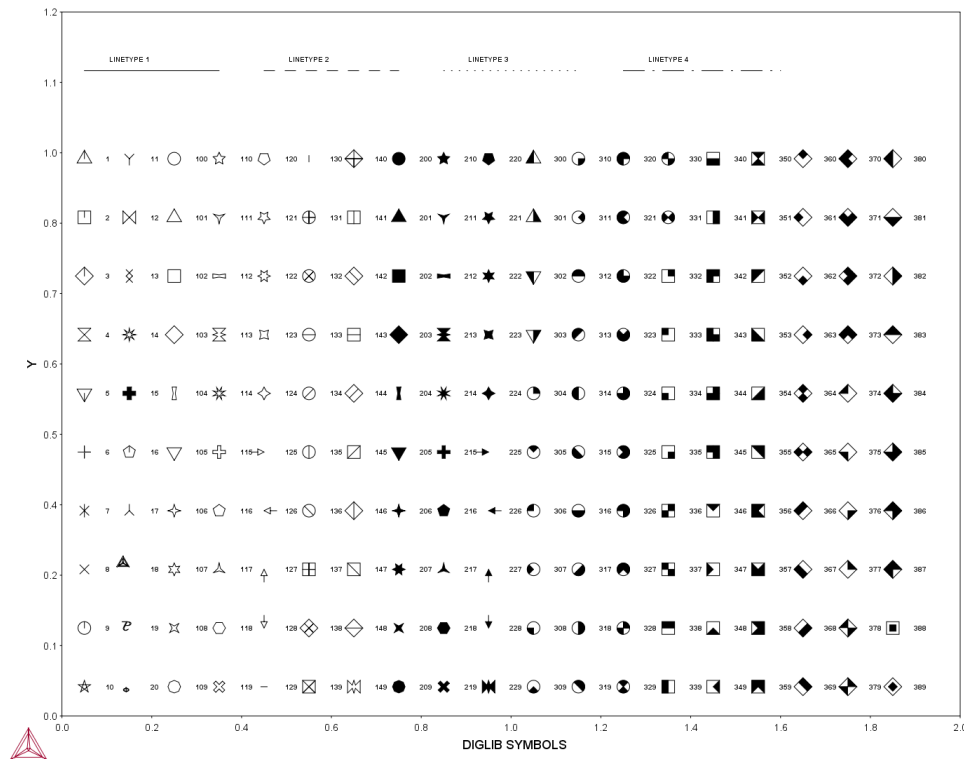 1.2
LINETYPE 1 LINETYPE 2 LINETYPE 3 LINETYPE 4
1.1
1.0 1 11 100 110 120 130 140 200 210 220 300 310 320 330 340 350 360 370 380
0.8 2 12 101 111 121 131 141 201 211 221 301 311 321 331 341 351 361 371 381
3 13 102 112 122 132 142 202 212 222 302 312 322 332 342 352 362 372 382
0.7
4 14 103 113 123 133 143 203 213 223 303 313 323 333 343 353 363 373 383
0.6
Y
5 15 104 114 124 134 144 204 214 224 304 314 324 334 344 354 364 374 384
0.5
6 16 105 115 125 135 145 205 215 225 305 315 325 335 345 355 365 375 385
0.4 7 17 106 116 126 136 146 206 216 226 306 316 326 336 346 356 366 376 386
0.2 8 18 107 117 127 137 147 207 217 227 307 317 327 337 347 357 367 377 387
0.1 9 19 108 118 128 138 148 208 218 228 308 318 328 338 348 358 368 378 388
10 20 109 119 129 139 149 209 219 229 309 319 329 339 349 359 369 379 389
0.0
0.0 0.2 0.4 0.6 0.8 1.0 1.2 1.4 1.6 1.8 2.0
DIGLIB SYMBOLS